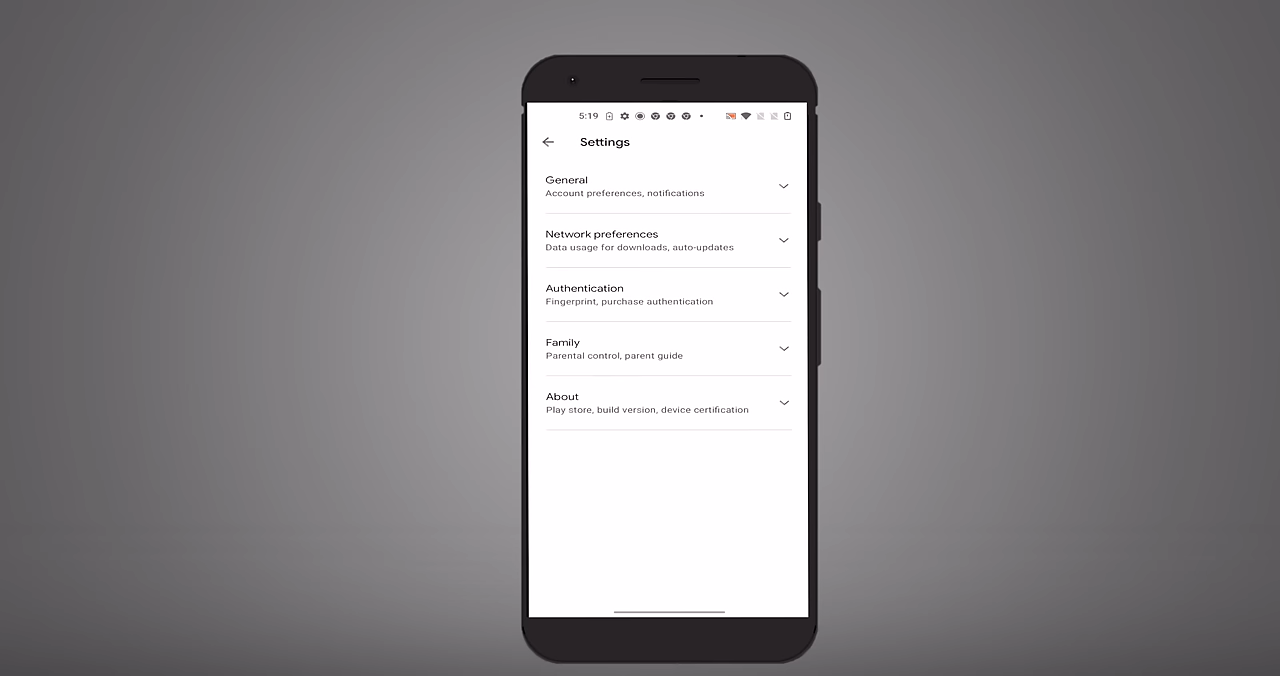 5:19
Settings
General
Account preferences, notifications
Network preferences
Data usage for downloads, auto-updates
Authentication
Fingerprint, purchase authentication
Family
Parental control, parent guide
About
Play store, build version, device certification